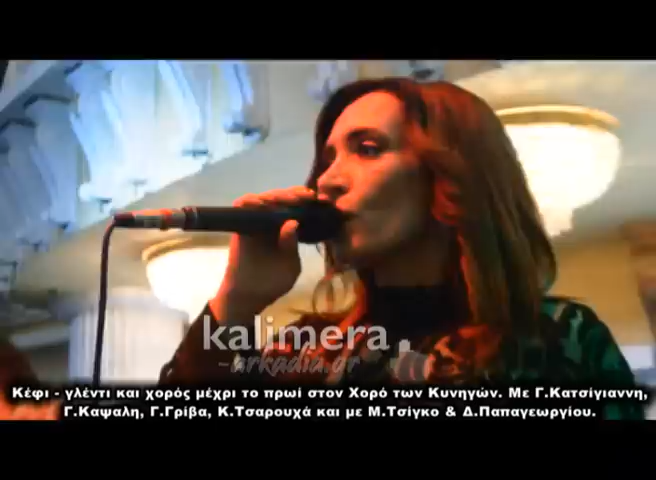 kalimera
-arkadia.gr
Κέφι - γλέντι και χορός μέχρι το πρωί στον Χορό των Κυνηγών. Με Γ.Κατσίγιαννη,
Γ.Καψαλη, Γ.Γρίβα, Κ.Τσαρουχά και με Μ.Τσίγκο & Δ.Παπαγεωργίου.